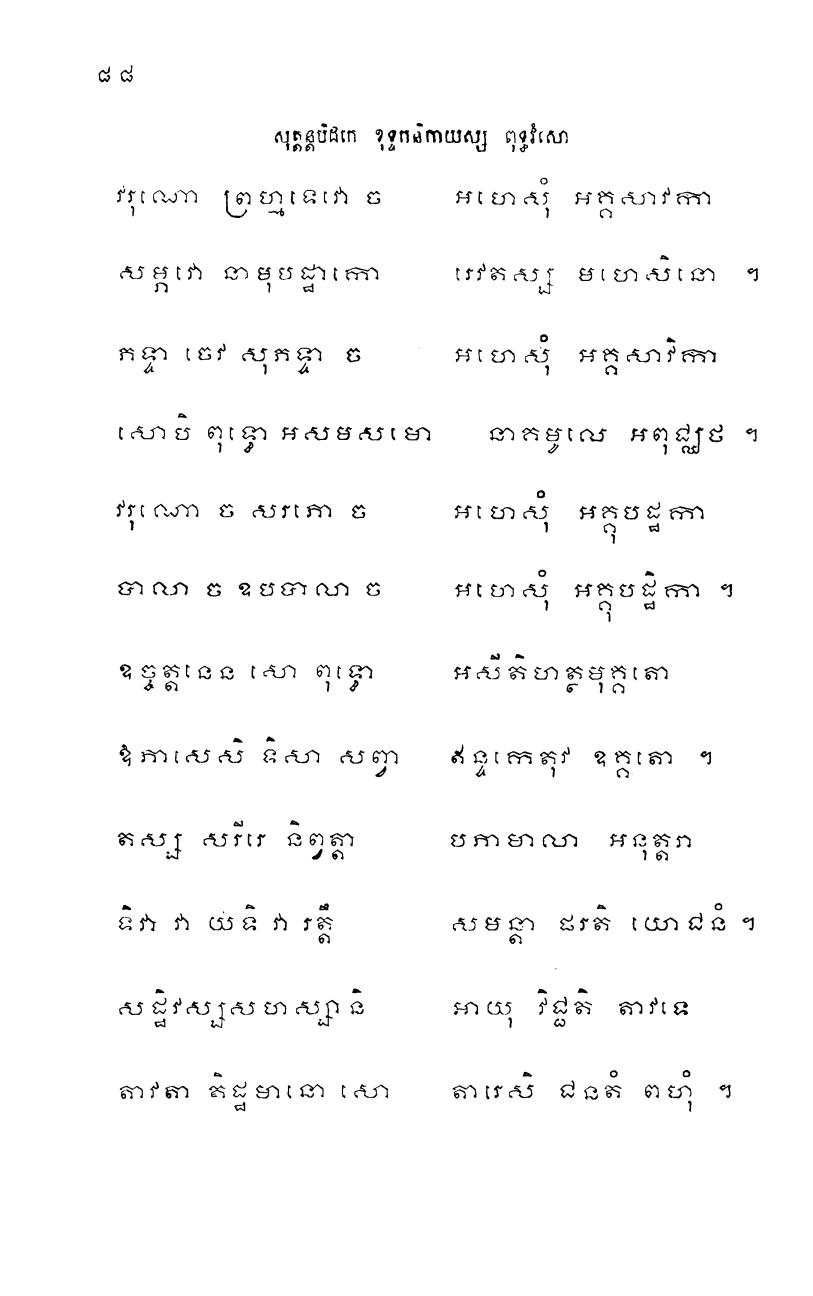 ៨៨
សុត្តន្តបិដកេ ខុទ្ទកនិកាយស្ស ពុទ្ធវំសោ
វរុណោ ព្រហ្មទេវោ ច អហេសុំ អគ្គសាវកា
សម្ភវោ នាមុបដ្ឋាកោ រេវតស្ស មហេសិនោ ។
ភទ្ទា ចេវ សុភទ្ទា ច អហេសុំ អគ្គសាវិកា
សោបិ ពុទ្ធោ អសមសមោ នាគមូលេ អពុជ្ឈថ ។
វរុណោ ច សរភោ ច អហេសុំ អគ្គុបដ្ឋកា
បាលា ច ឧបបាលា ច អហេសុំ អគ្គុបដ្ឋិកា ។
ឧច្ចត្តនេន សោ ពុទ្ធោ អសីតិហត្ថមុគ្គតោ
ឱភាសេសិ ទិសា សព្វា ឥន្ទកេតុវ ឧគ្គតោ ។
តស្ស សរីរេ និព្វត្តា បភាមាលា អនុត្តរា
ទិវា វា យទិ វា រត្តឹ សមន្តា ផរតិ យោជនំ ។
សដ្ឋិវស្សសហស្សានិ អាយុ វិជ្ជតិ តាវទេ
តាវតា តិដ្ឋមានោ សោ តារេសិ ជនតំ ពហុំ ។